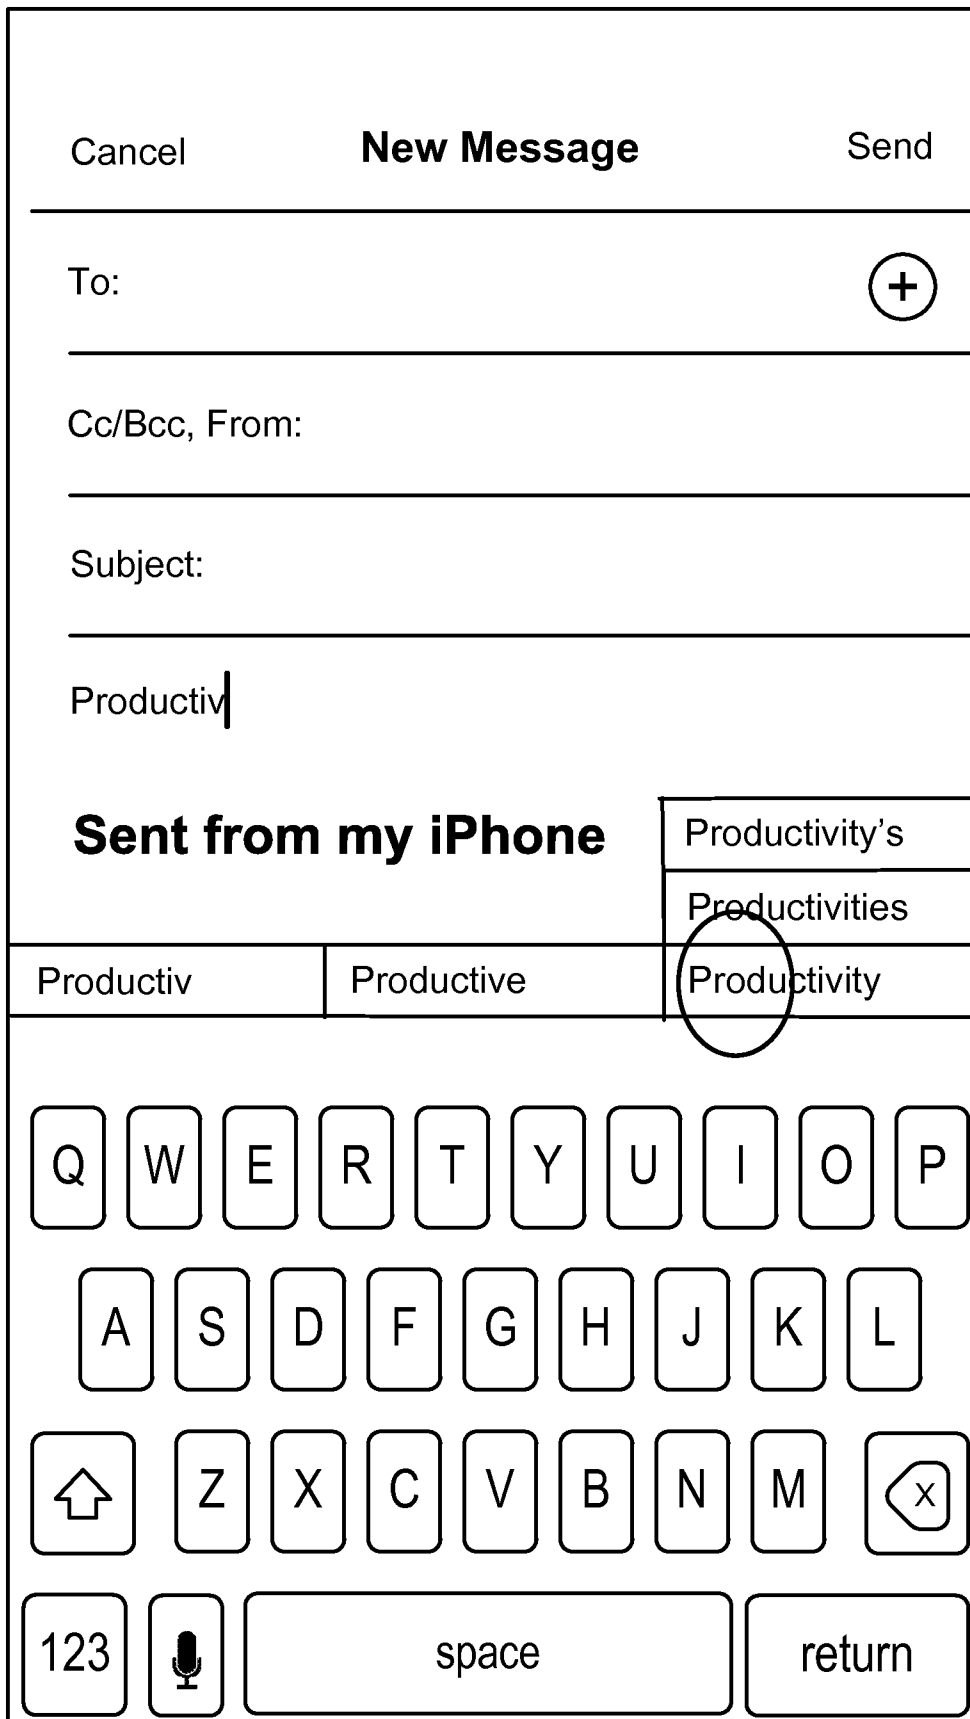 Cancel New Message Send
To: +
Cc/Bcc, From:
Subject:
Productiv
Sent from my iPhone
Productivity’s
Productivities
Productiv Productive Productivity
Q W E R T Y U I O P
A S D F G H J K L
Z X C V B N M X
123 space return